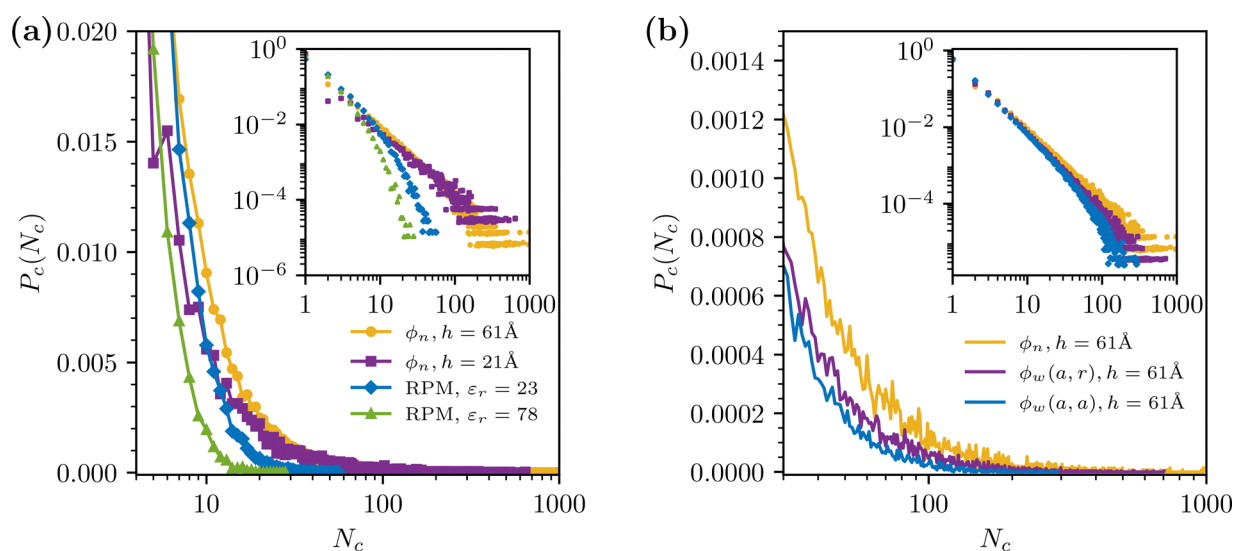 (a)
0.020
0.015
0.010
0.005
0.000
P_c(N_c)
10 100 1000
N_c
10^0
10^{-2}
10^{-4}
10^{-6}
1 10 100 1000
ϕ_n, h = 61Å
ϕ_n, h = 21Å
RPM, ε_r = 23
RPM, ε_r = 78
(b)
0.0014
0.0012
0.0010
0.0008
0.0006
0.0004
0.0002
0.0000
P_c(N_c)
100 1000
N_c
10^0
10^{-2}
10^{-4}
1 10 100 1000
ϕ_n, h = 61Å
ϕ_w(a, r), h = 61Å
ϕ_w(a, a), h = 61Å